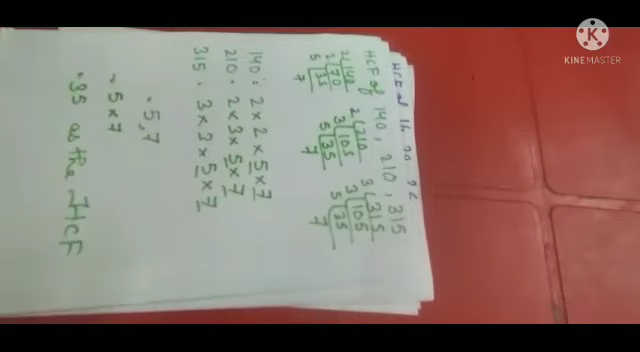 HCF of 140, 210, 315
2 140 2 210 3 315
2 70 3 105 3 105
5 35 5 35 5 35
7 7 7
140 : 2 × 2 × 5 × 7
210 . 2 × 3 × 5 × 7
315 . 3 × 3 × 5 × 7
. 5, 7
= 5 × 7
. 35 as the HCF
KINEMASTER